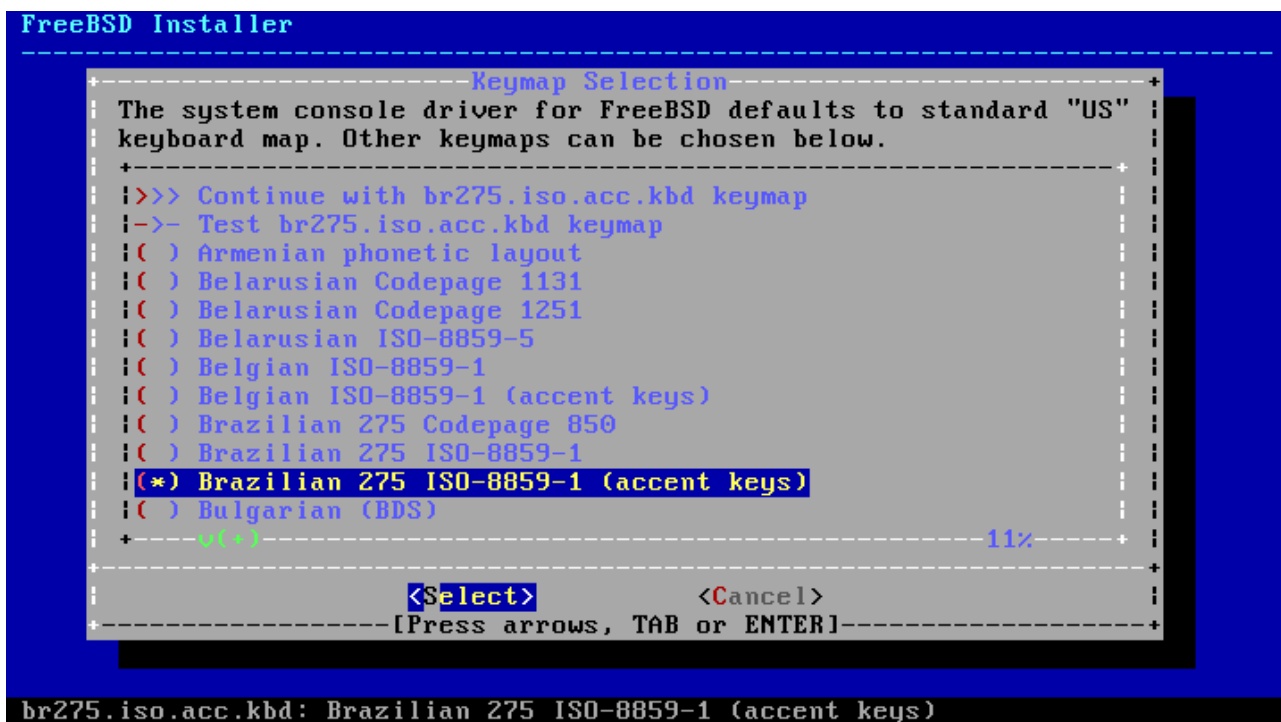 FreeBSD Installer
Keymap Selection
The system console driver for FreeBSD defaults to standard "US"
keyboard map. Other keymaps can be chosen below.
>>> Continue with br275.iso.acc.kbd keymap
->- Test br275.iso.acc.kbd keymap
( ) Armenian phonetic layout
( ) Belarusian Codepage 1131
( ) Belarusian Codepage 1251
( ) Belarusian ISO-8859-5
( ) Belgian ISO-8859-1
( ) Belgian ISO-8859-1 (accent keys)
( ) Brazilian 275 Codepage 850
( ) Brazilian 275 ISO-8859-1
(*) Brazilian 275 ISO-8859-1 (accent keys)
( ) Bulgarian (BDS)
v(+) 11%
<Select> <Cancel>
[Press arrows, TAB or ENTER]
br275.iso.acc.kbd: Brazilian 275 ISO-8859-1 (accent keys)